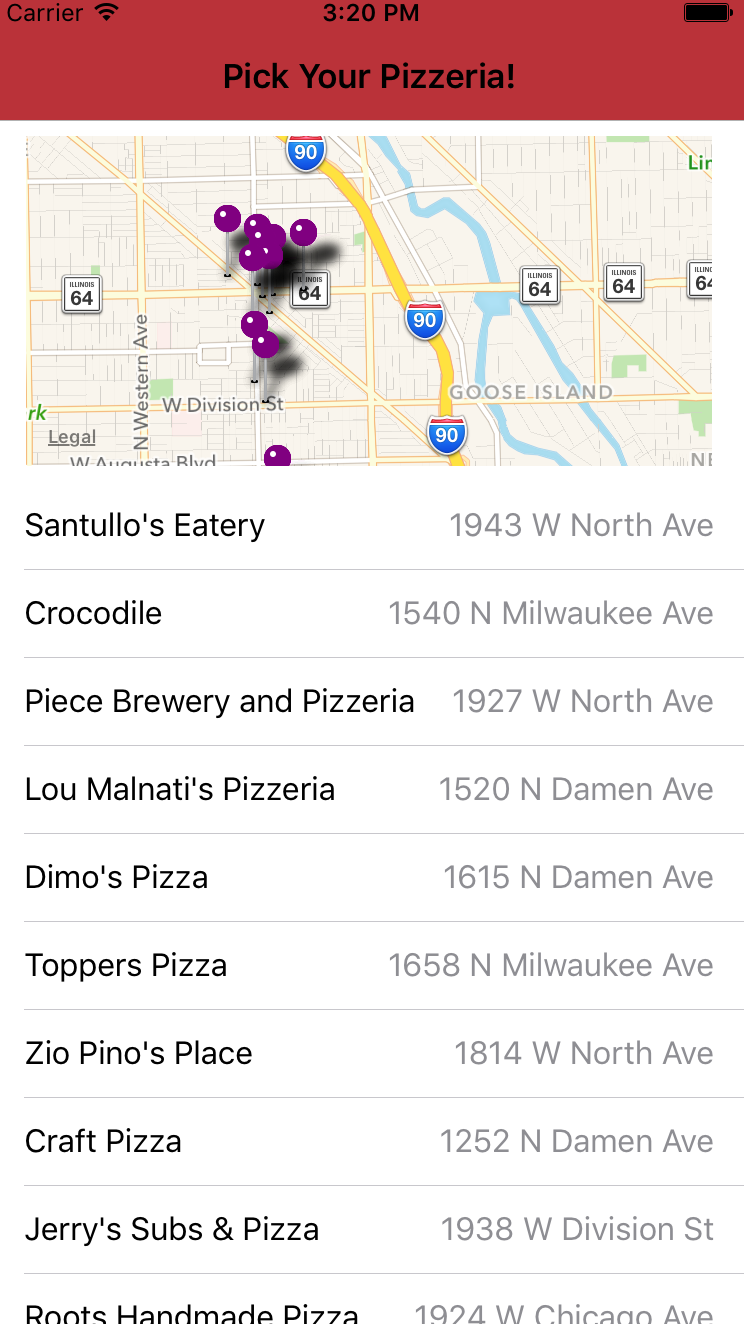 Carrier 3:20 PM
Pick Your Pizzeria!
90
Lin
ILLINOIS 64
ILLINOIS 64
ILLINOIS 64
ILLINOIS 64
ILLINOIS 64
90
N Western Ave
GOOSE ISLAND
W Division St
rk
90
Legal
W Augusta Blvd
NE
Santullo's Eatery 1943 W North Ave
Crocodile 1540 N Milwaukee Ave
Piece Brewery and Pizzeria 1927 W North Ave
Lou Malnati's Pizzeria 1520 N Damen Ave
Dimo's Pizza 1615 N Damen Ave
Toppers Pizza 1658 N Milwaukee Ave
Zio Pino's Place 1814 W North Ave
Craft Pizza 1252 N Damen Ave
Jerry's Subs & Pizza 1938 W Division St
Roots Handmade Pizza 1924 W Chicago Ave